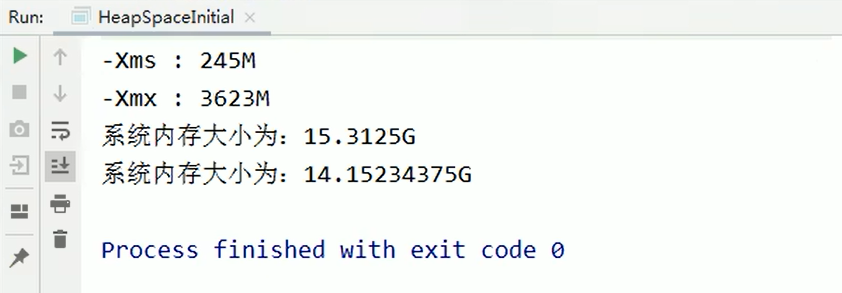 Run: HeapSpaceInitial
-Xms : 245M
-Xmx : 3623M
系统内存大小为：15.3125G
系统内存大小为：14.15234375G
Process finished with exit code 0